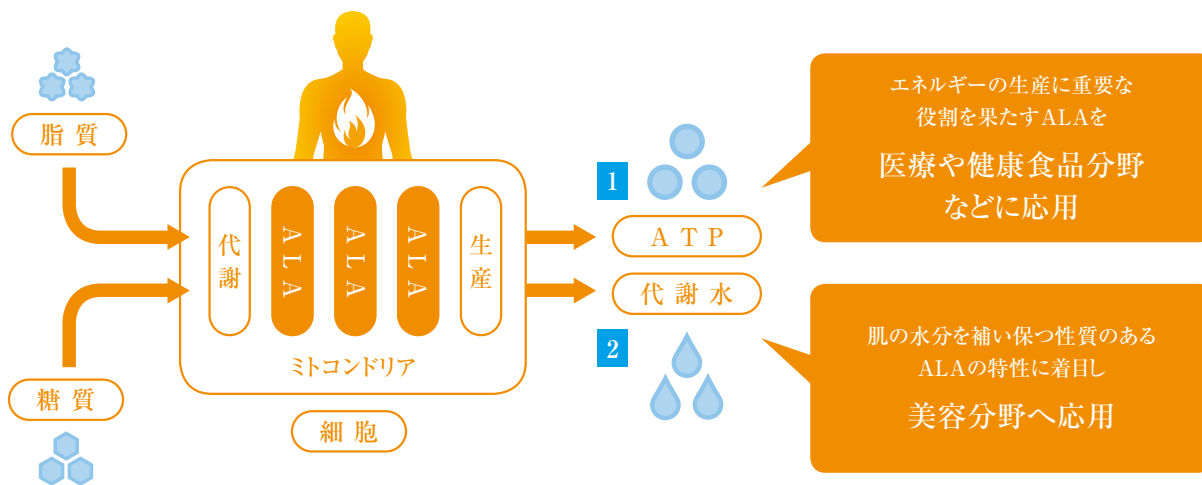 脂質
糖質
代謝
ALA
ALA
ALA
生産
ミトコンドリア
細胞
1
ATP
代謝水
2
エネルギーの生産に重要な
役割を果たすALAを
医療や健康食品分野
などに応用
肌の水分を補い保つ性質のある
ALAの特性に着目し
美容分野へ応用